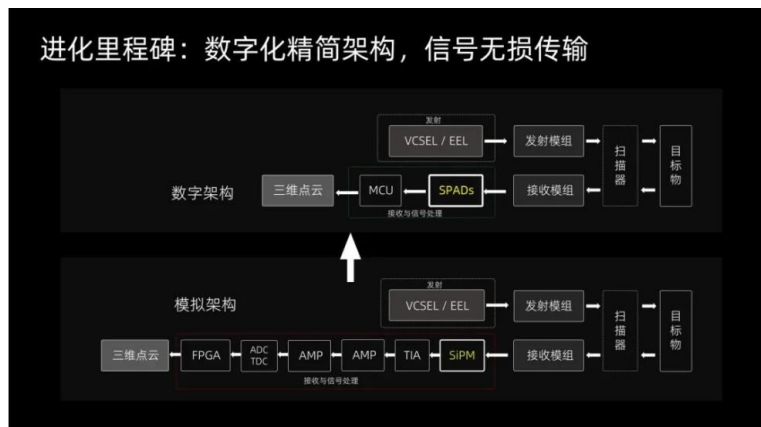 进化里程碑：数字化精简架构，信号无损传输
发射
VCSEL / EEL
发射模组
扫描器
目标物
数字架构
三维点云
MCU
SPADs
接收模组
接收与信号处理
模拟架构
发射
VCSEL / EEL
发射模组
扫描器
目标物
三维点云
FPGA
ADC
TDC
AMP
AMP
TIA
SiPM
接收模组
接收与信号处理